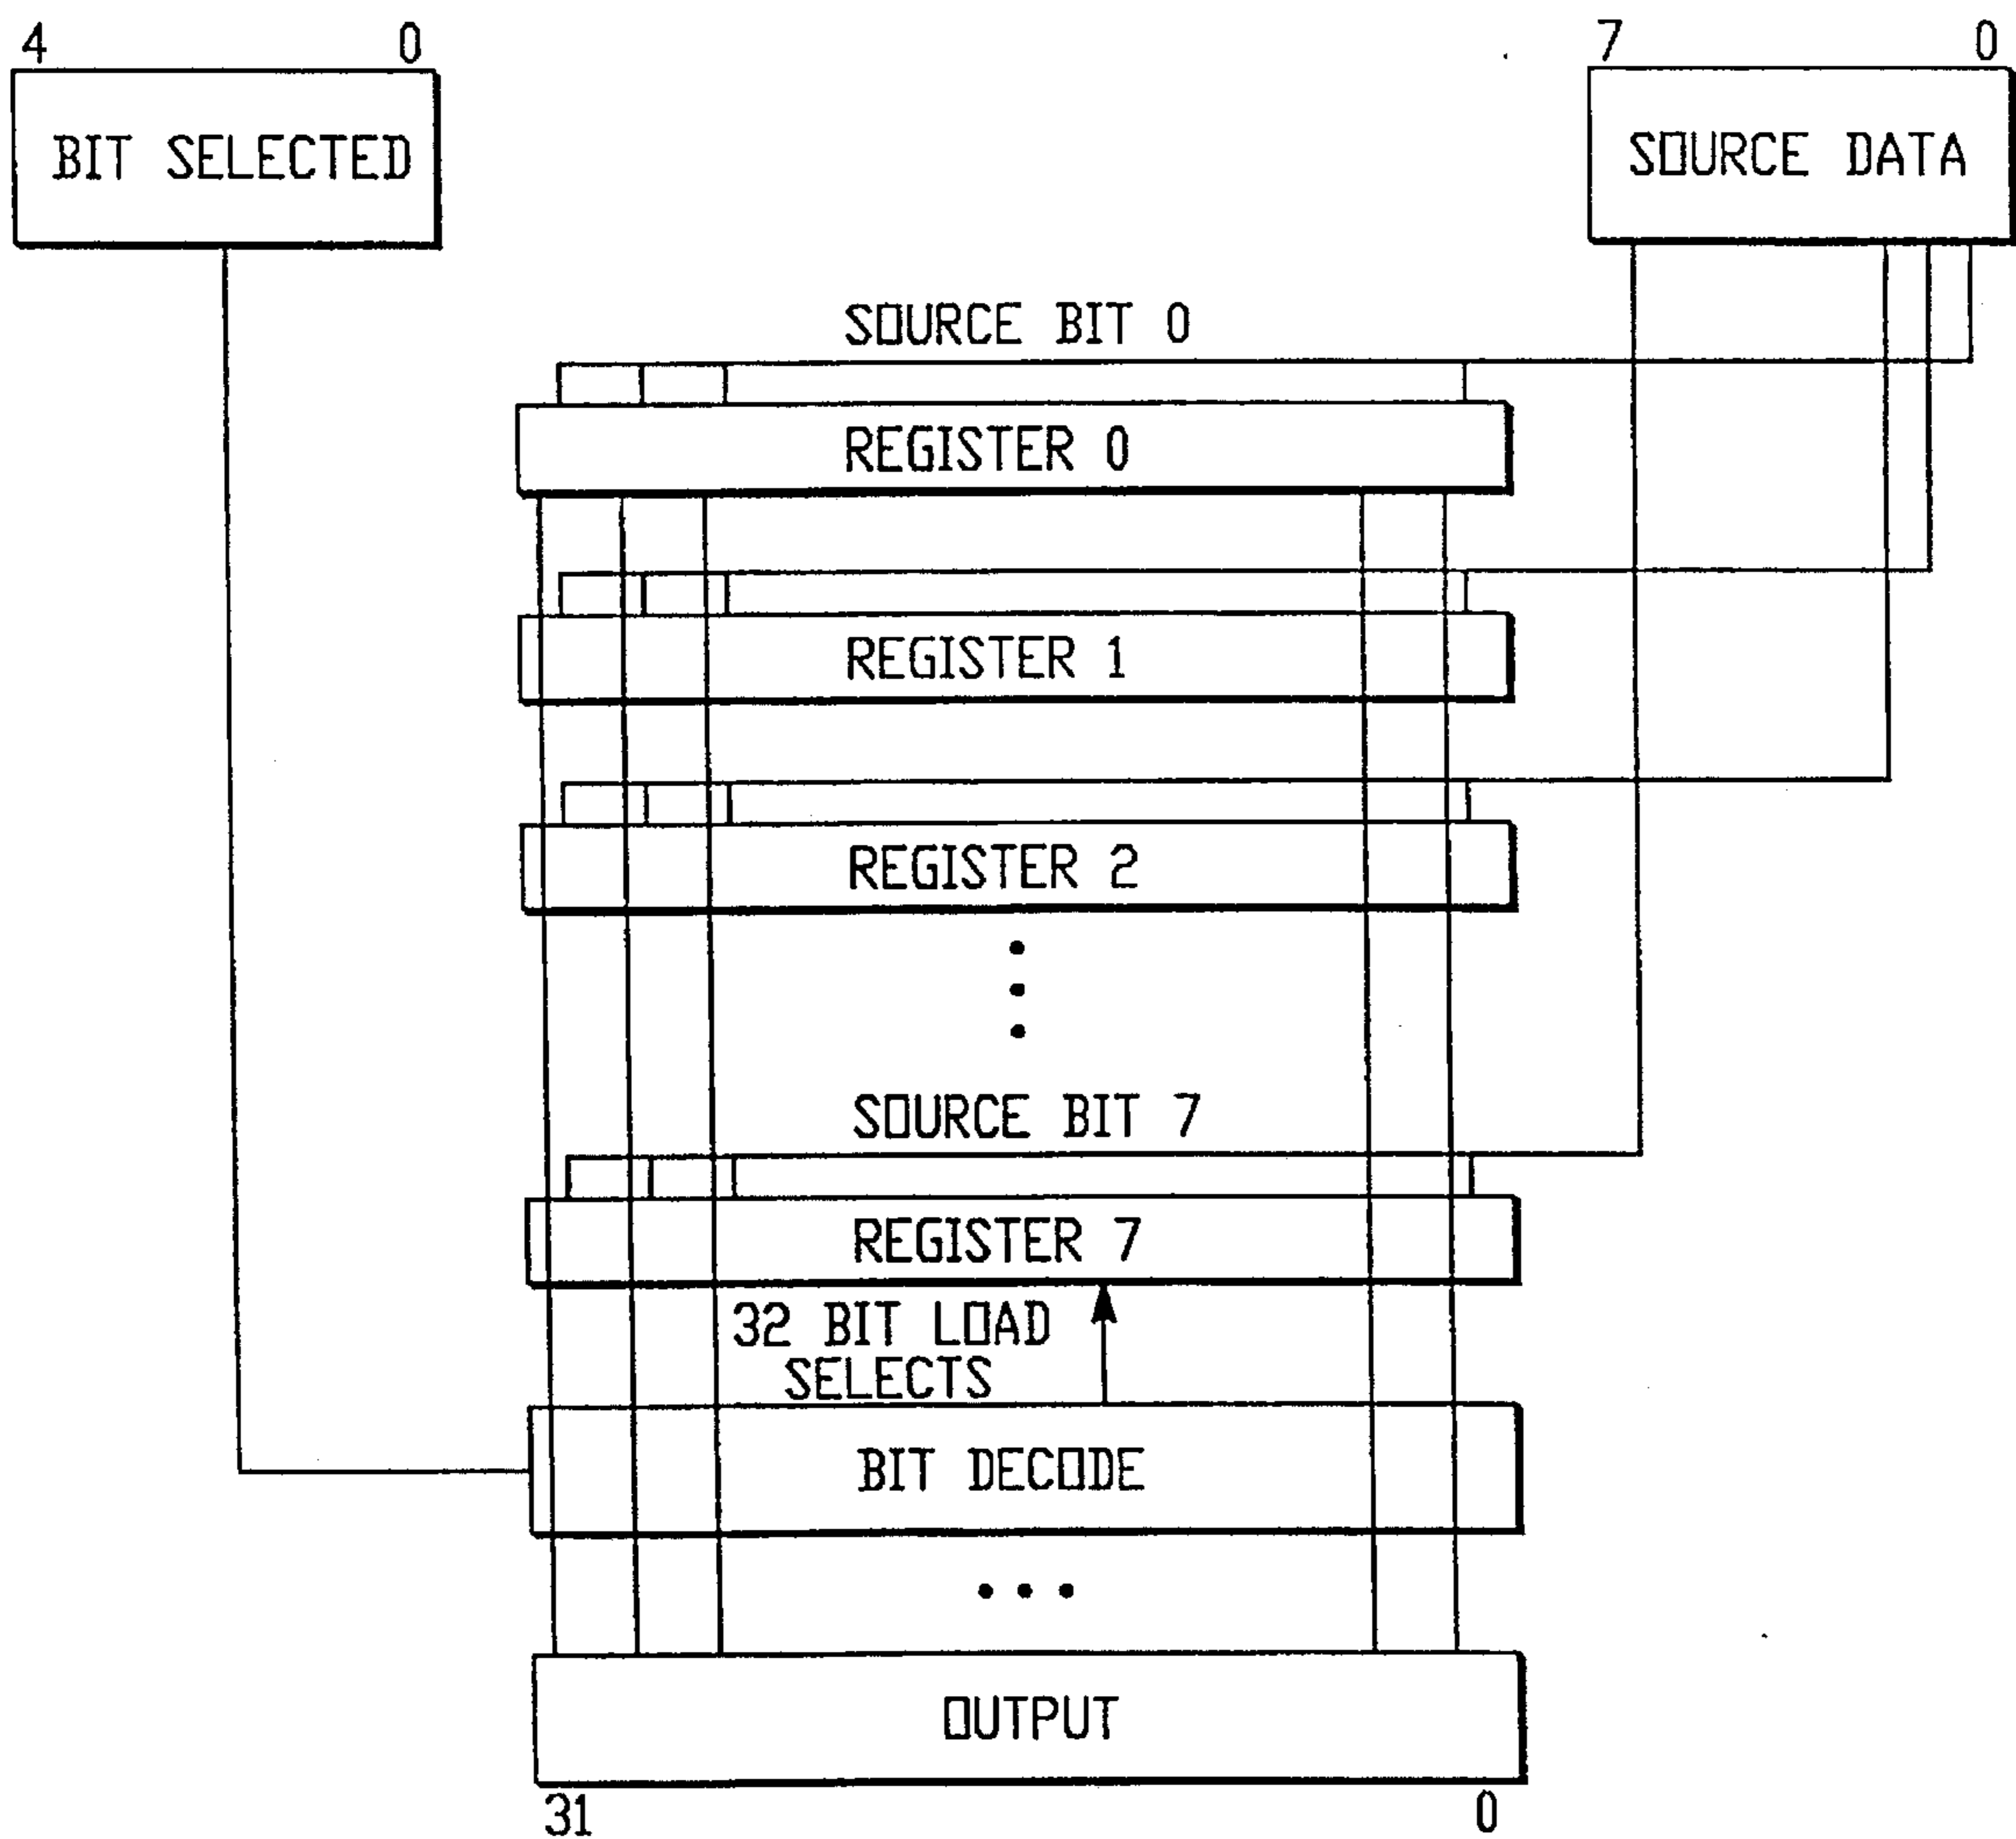 4 0
BIT SELECTED
7 0
SOURCE DATA
SOURCE BIT 0
REGISTER 0
REGISTER 1
REGISTER 2
SOURCE BIT 7
REGISTER 7
32 BIT LOAD
SELECTS
BIT DECODE
OUTPUT
31 0